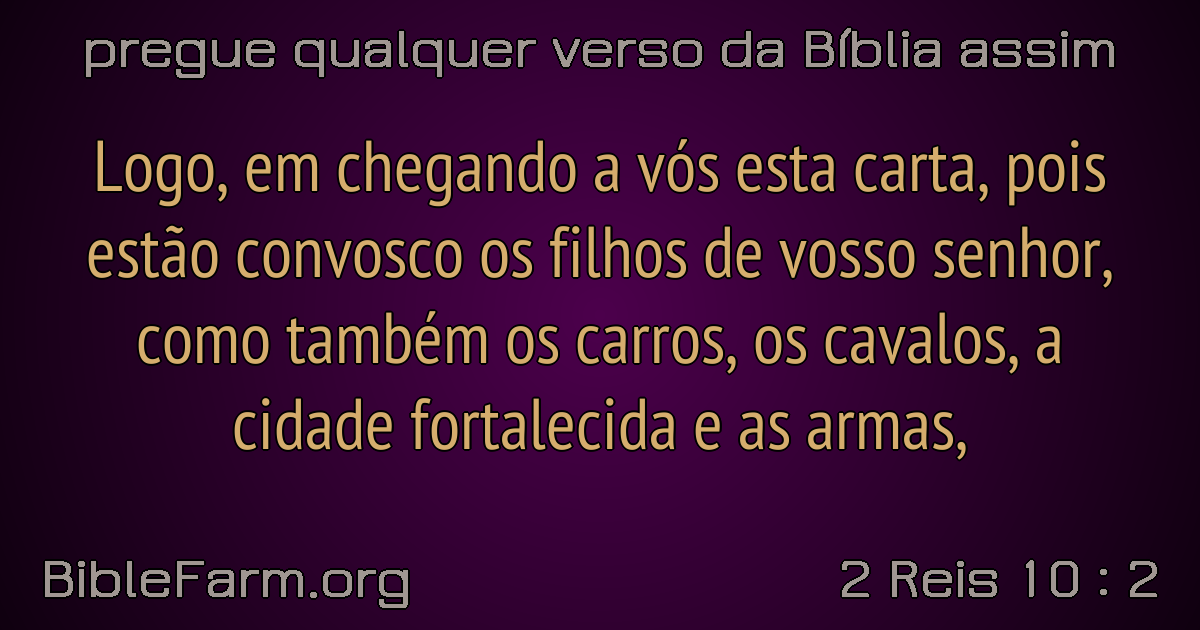 pregue qualquer verso da Bíblia assim
Logo, em chegando a vós esta carta, pois
estão convosco os filhos de vosso senhor,
como também os carros, os cavalos, a
cidade fortalecida e as armas,
BibleFarm.org
2 Reis 10 : 2